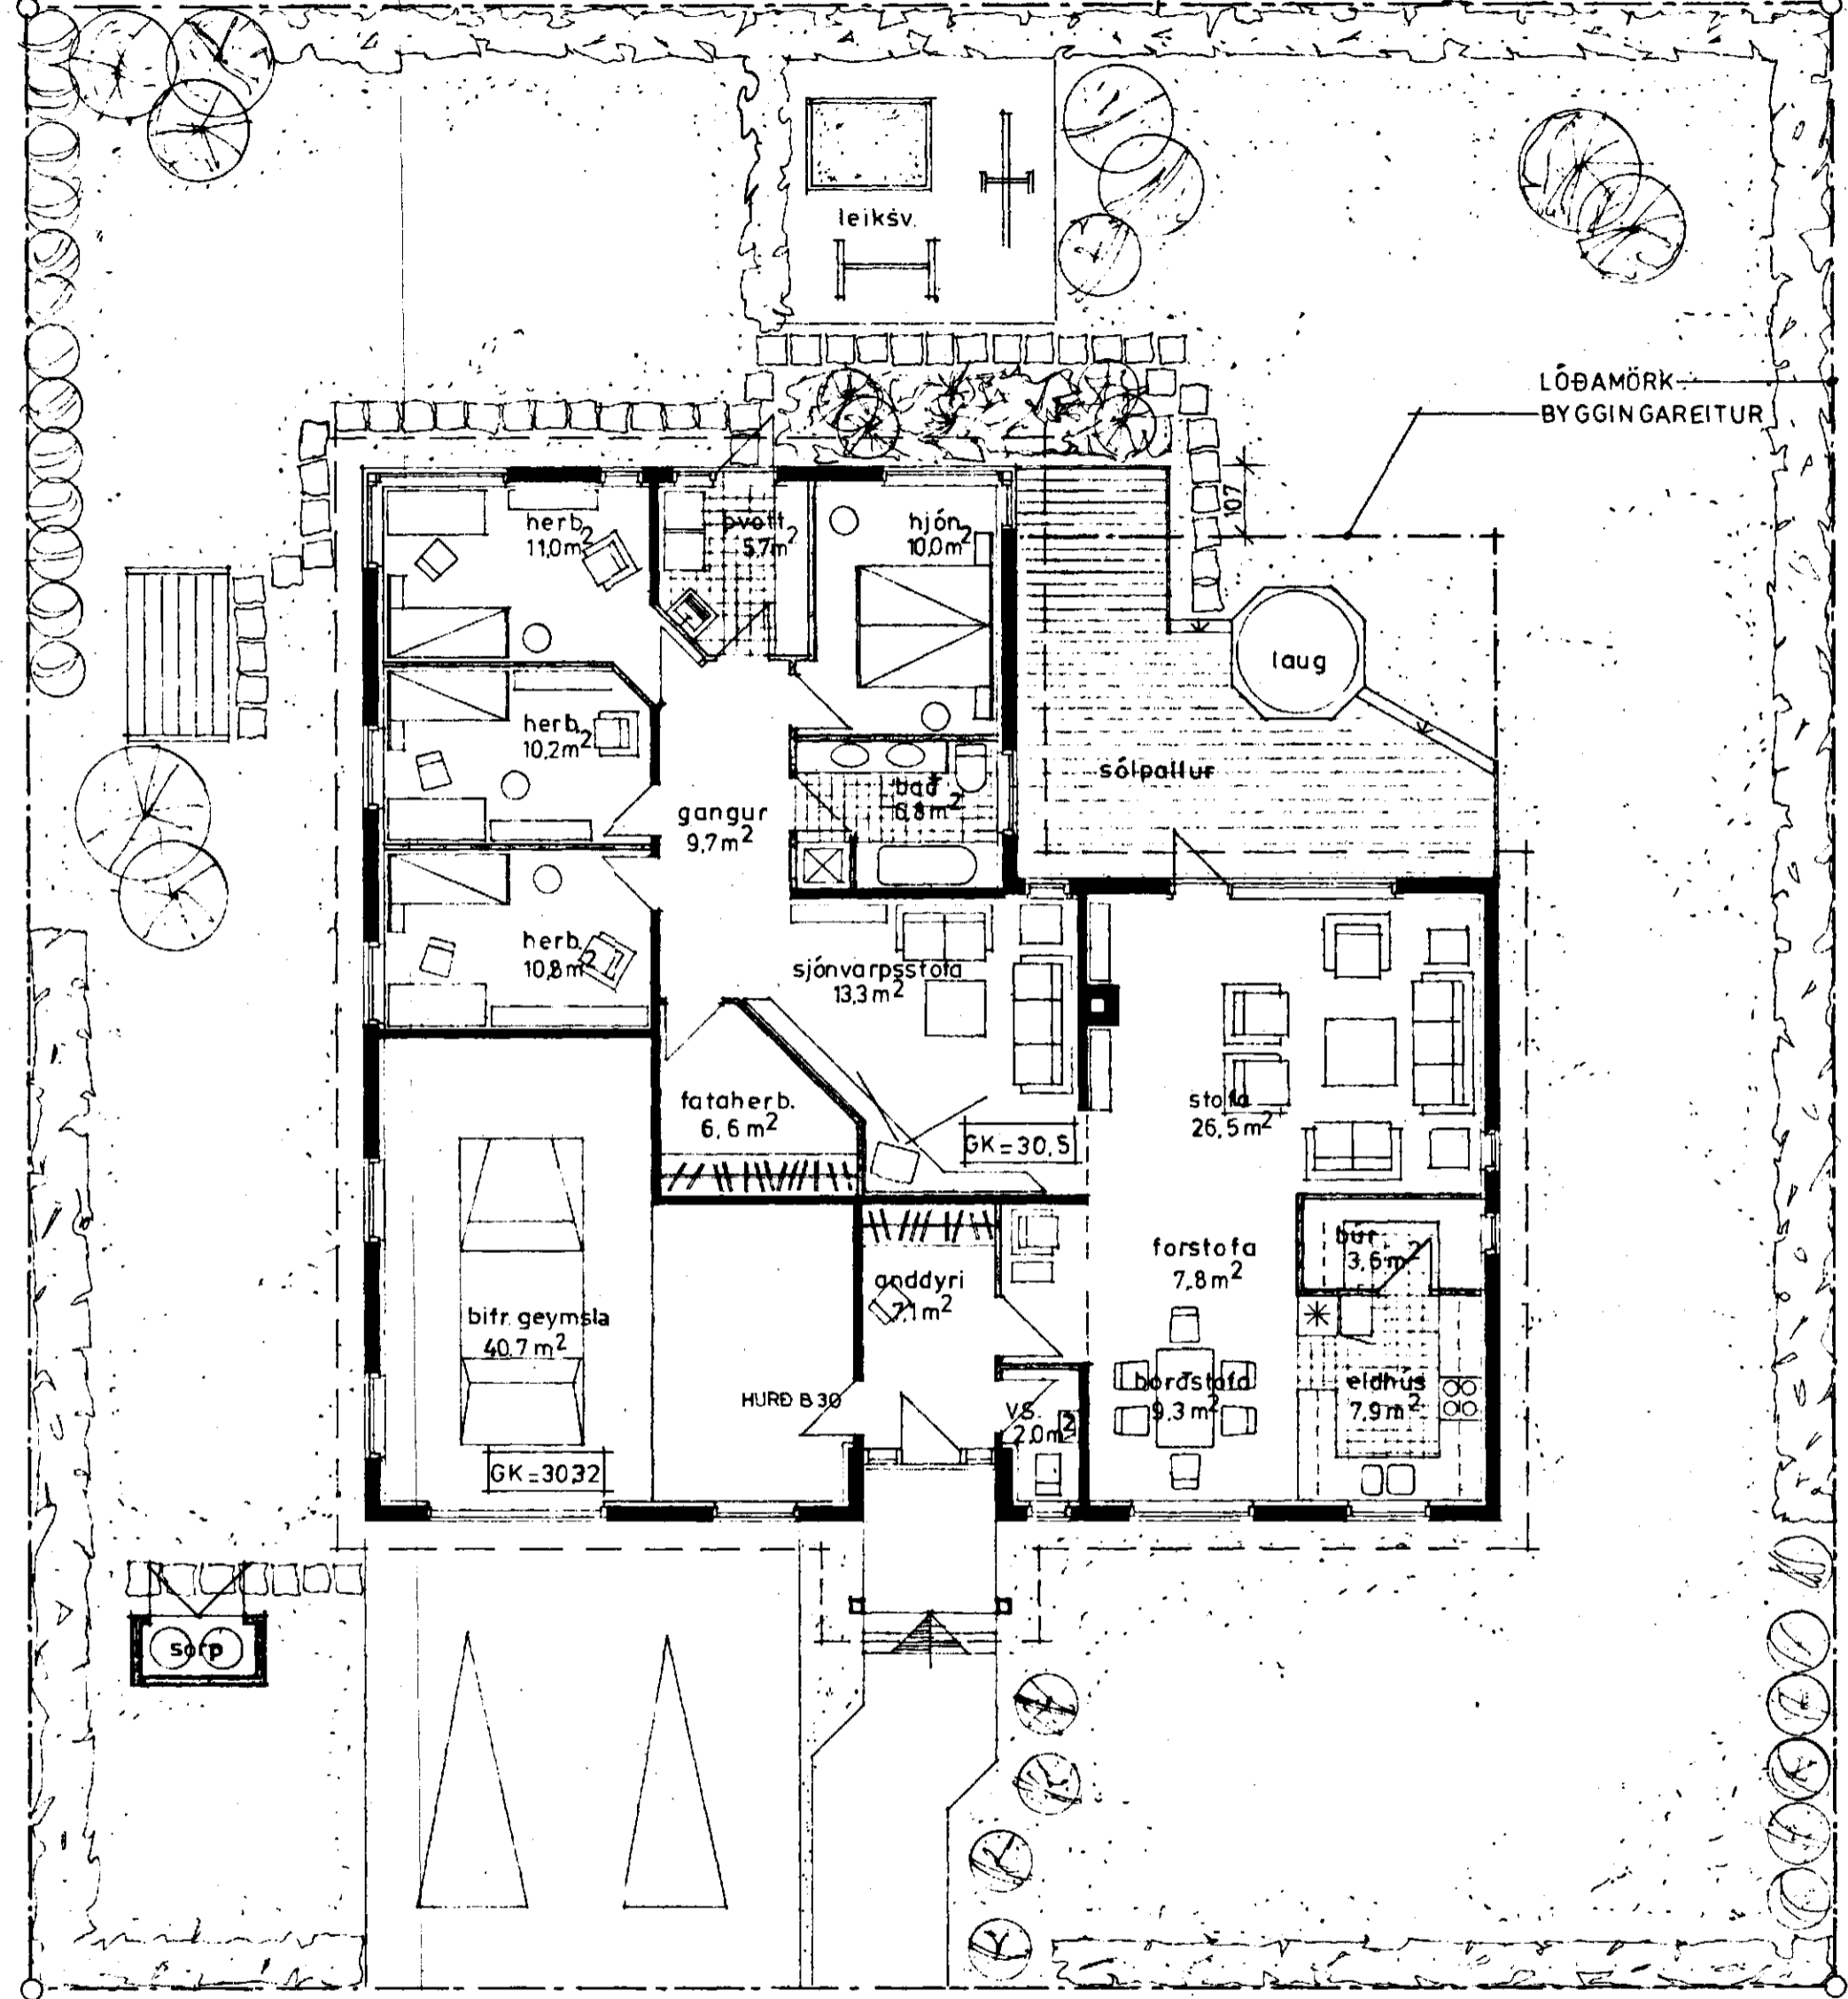 leiksv.
LÓÐAMÖRK
BYGGINGAREITUR
herb.
11,0m²
þvott
5,7m²
hjón.
10,0m²
107
laug
herb.
10,2m²
sólpallur
bað
6,8m²
gangur
9,7m²
herb.
10,8m²
sjónvarpsstofa
13,3m²
fataherb.
6,6m²
GK=30,5
stofa
26,5m²
forstofa
7,8m²
búr
3,6m²
anddyri
7,1m²
bifr. geymsla
40,7m²
HURÐ B 30
VS.
2,0m²
borðstofa
9,3m²
eldhús
7,9m²
GK=30,32
sorp